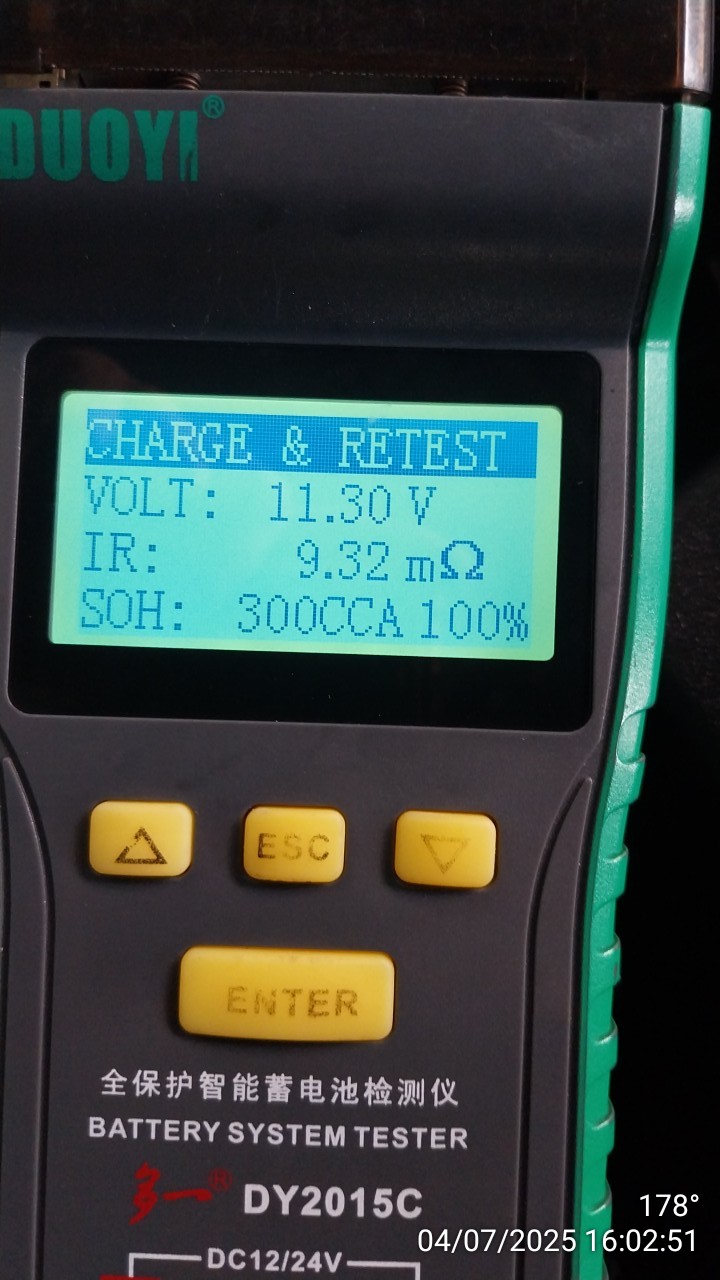 DUOYI®
CHARGE & RETEST
VOLT: 11.30 V
IR: 9.32 mΩ
SOH: 300CCA 100%
ESC
ENTER
全保护智能蓄电池检测仪
BATTERY SYSTEM TESTER
多一® DY2015C
DC12/24V
178°
04/07/2025 16:02:51